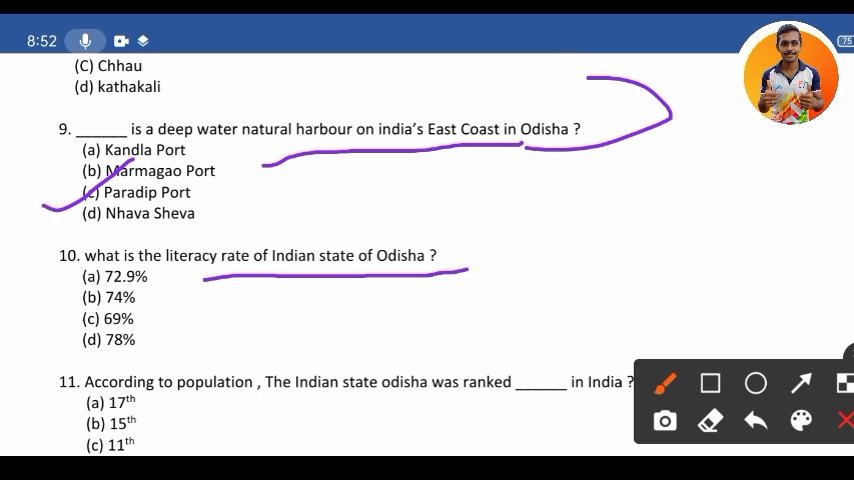 8:52
75
(C) Chhau
(d) kathakali
9. ______ is a deep water natural harbour on india's East Coast in Odisha ?
(a) Kandla Port
(b) Marmagao Port
(c) Paradip Port
(d) Nhava Sheva
10. what is the literacy rate of Indian state of Odisha ?
(a) 72.9%
(b) 74%
(c) 69%
(d) 78%
11. According to population , The Indian state odisha was ranked ______ in India ?
(a) 17th
(b) 15th
(c) 11th